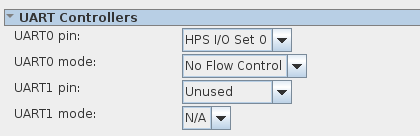 UART Controllers
UART0 pin: HPS I/O Set 0
UART0 mode: No Flow Control
UART1 pin: Unused
UART1 mode: N/A